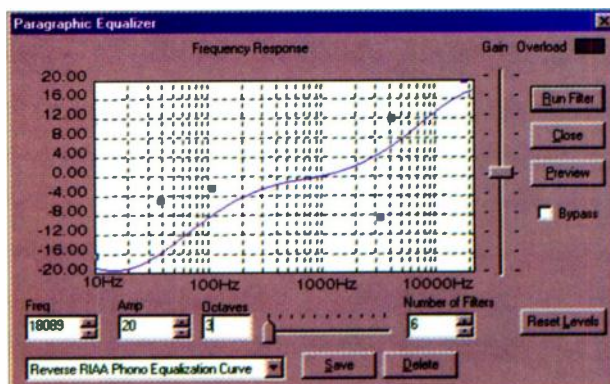 Paragraphic Equalizer
Frequency Response
Gain Overload
20.00
16.00
12.00
8.00
4.00
0.00
-4.00
-8.00
-12.00
-16.00
-20.00
10Hz 100Hz 1000Hz 10000Hz
Run Filter
Close
Preview
Bypass
Freq Amp Octaves Number of Filters
18089 20 3 6
Reset Levels
Reverse RIAA Phono Equalization Curve Save Delete